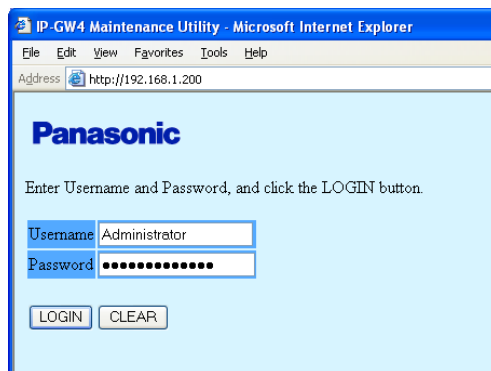 IP-GW4 Maintenance Utility - Microsoft Internet Explorer
File Edit View Favorites Tools Help
Address http://192.168.1.200
Panasonic
Enter Username and Password, and click the LOGIN button.
Username Administrator
Password ●●●●●●●●●●●●●
LOGIN CLEAR